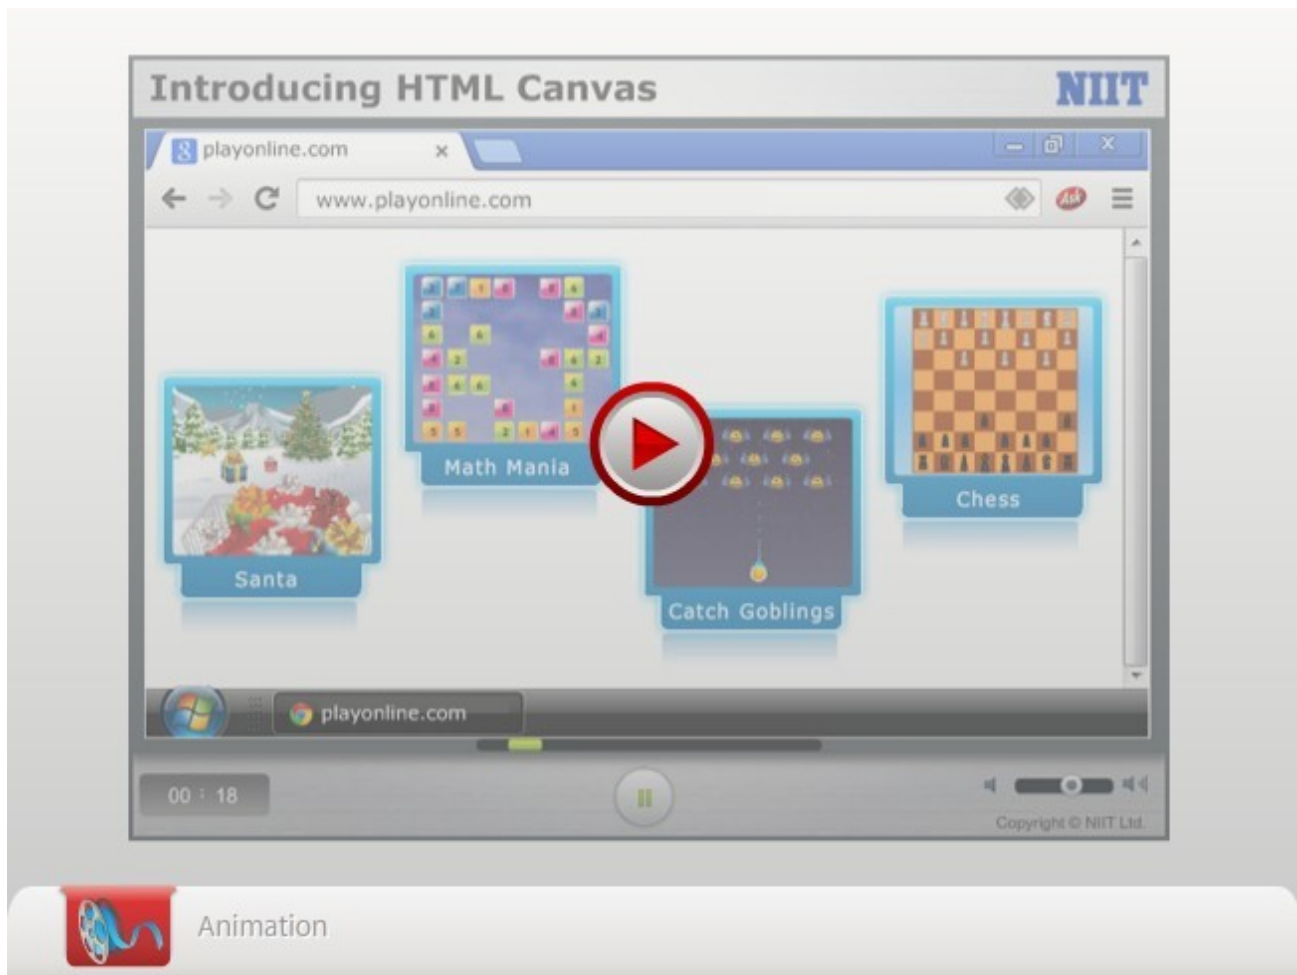 Introducing HTML Canvas
NIIT
playonline.com
www.playonline.com
Ask
Math Mania
Chess
Santa
Catch Goblings
playonline.com
00 : 18
Copyright © NIIT Ltd.
Animation